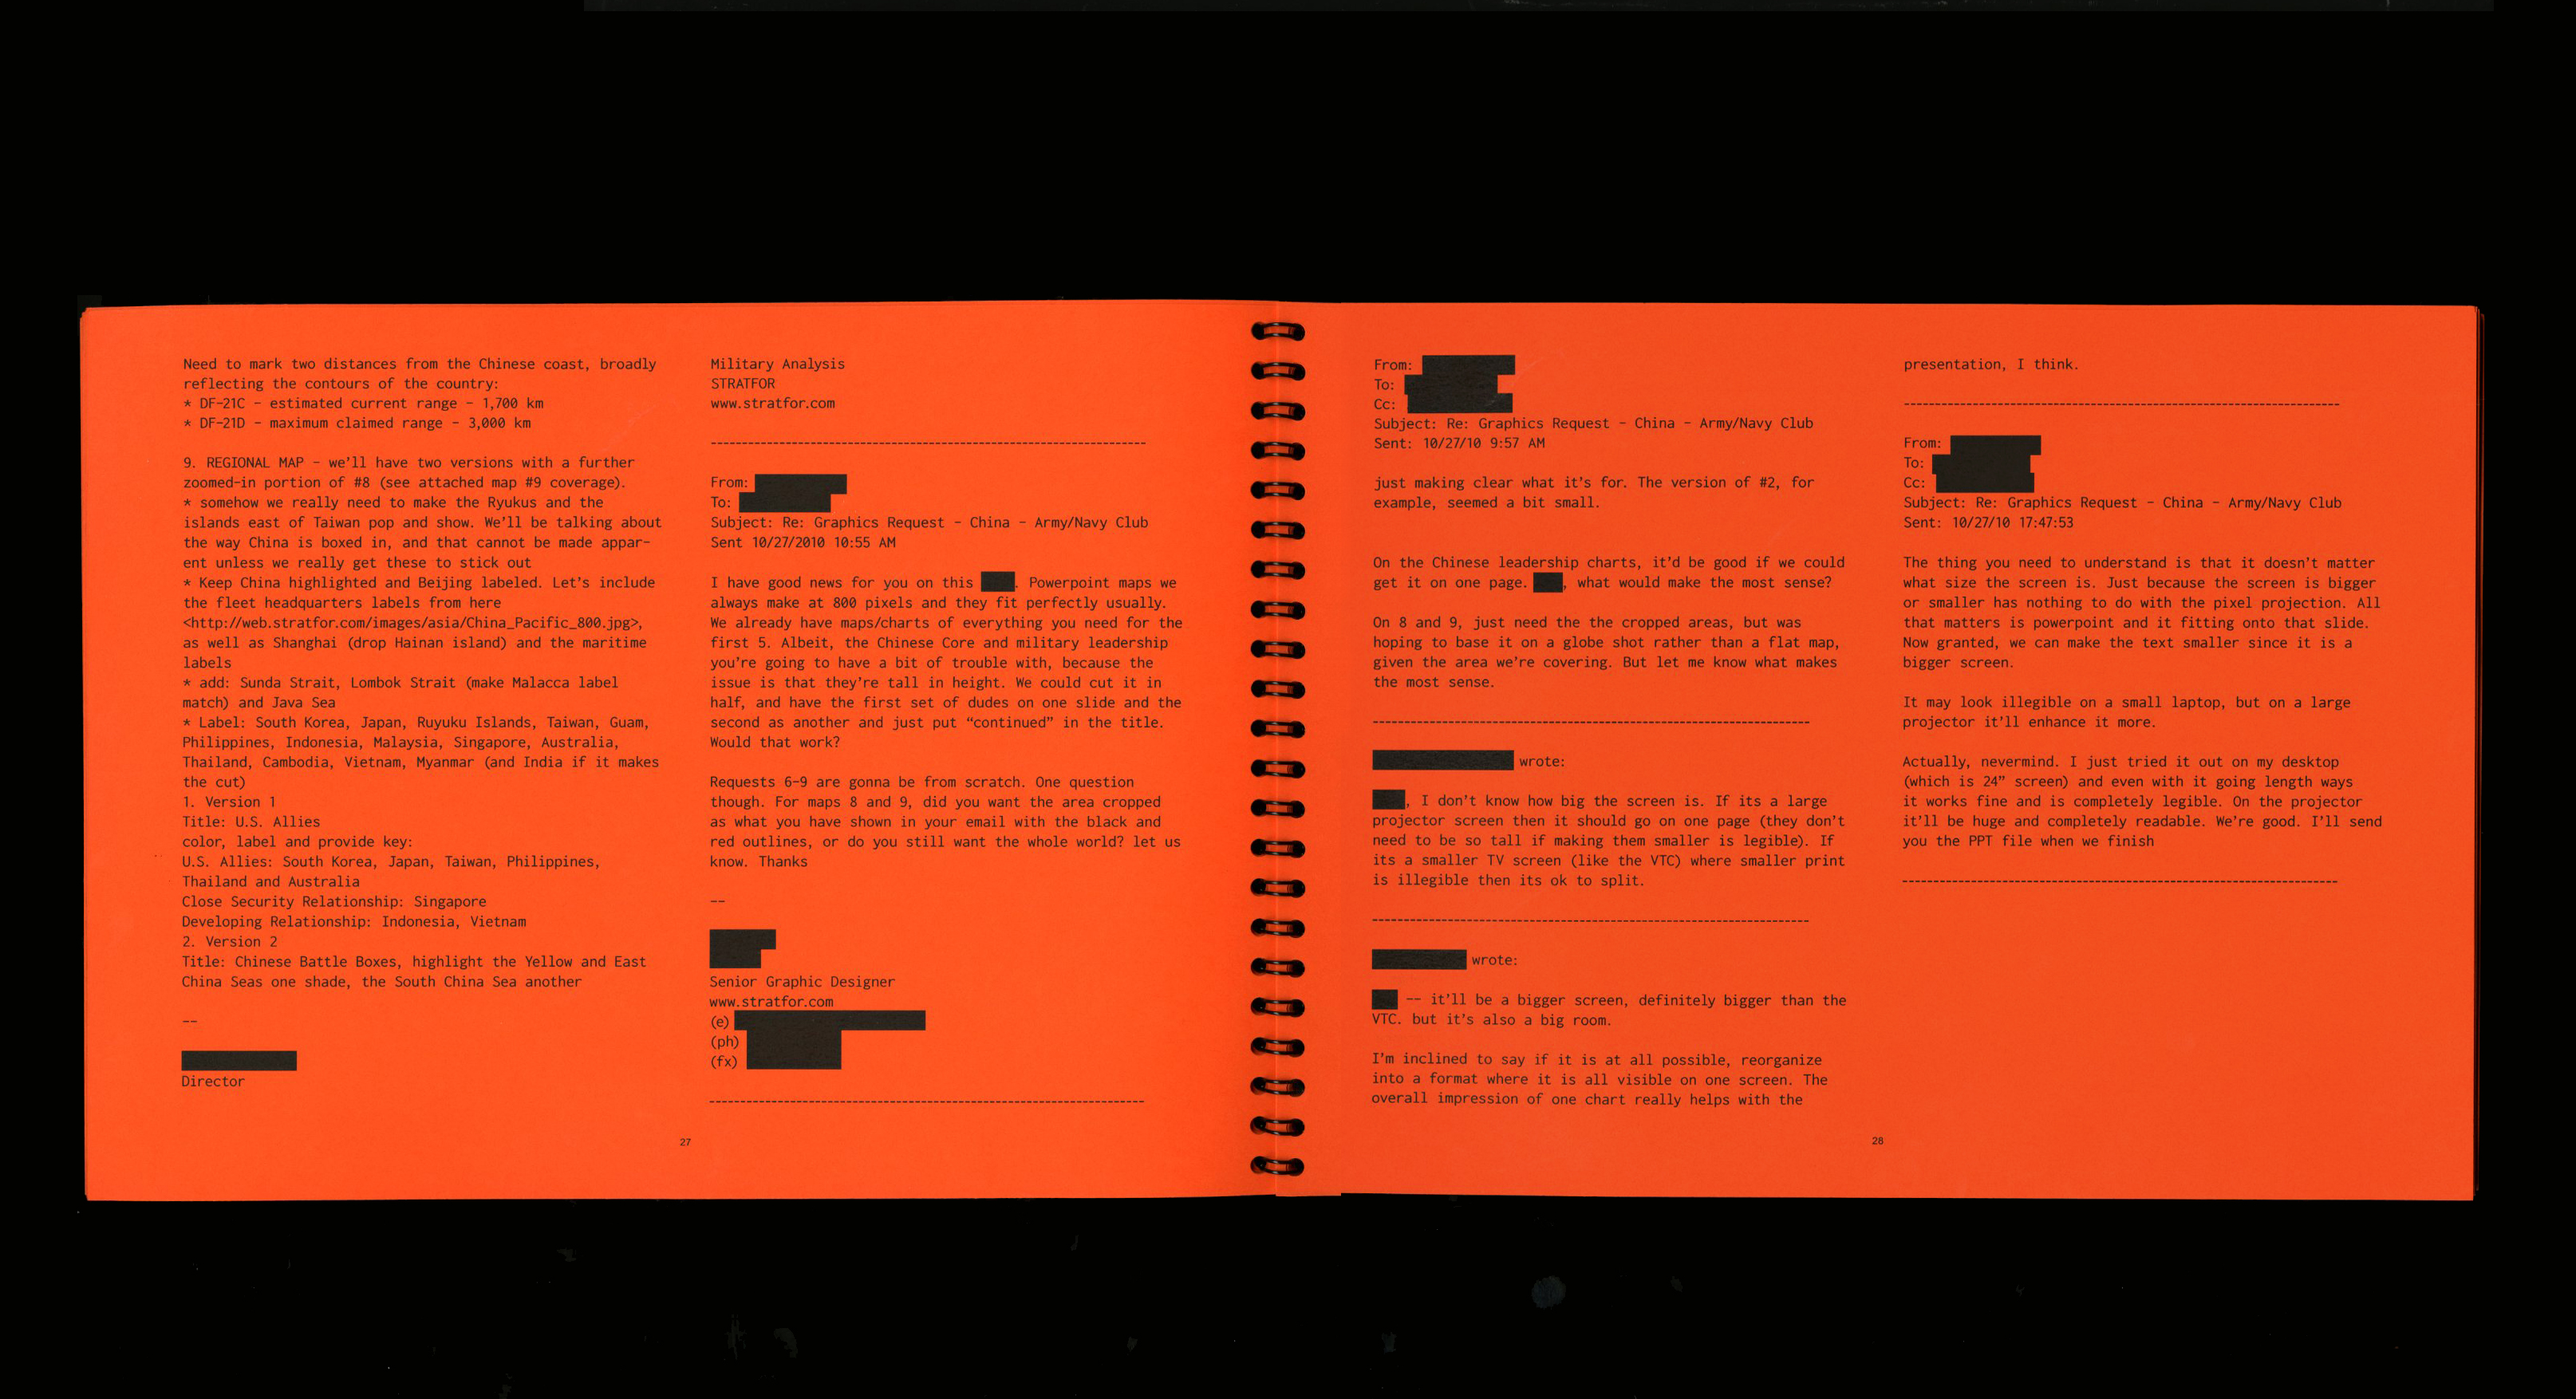 Need to mark two distances from the Chinese coast, broadly
reflecting the contours of the country:
* DF-21C - estimated current range - 1,700 km
* DF-21D - maximum claimed range - 3,000 km
9. REGIONAL MAP - we'll have two versions with a further
zoomed-in portion of #8 (see attached map #9 coverage).
* somehow we really need to make the Ryukus and the
islands east of Taiwan pop and show. We'll be talking about
the way China is boxed in, and that cannot be made appar-
ent unless we really get these to stick out
* Keep China highlighted and Beijing labeled. Let's include
the fleet headquarters labels from here
<http://web.stratfor.com/images/asia/China_Pacific_800.jpg>,
as well as Shanghai (drop Hainan island) and the maritime
labels
* add: Sunda Strait, Lombok Strait (make Malacca label
match) and Java Sea
* Label: South Korea, Japan, Ruyuku Islands, Taiwan, Guam,
Philippines, Indonesia, Malaysia, Singapore, Australia,
Thailand, Cambodia, Vietnam, Myanmar (and India if it makes
the cut)
1. Version 1
Title: U.S. Allies
color, label and provide key:
U.S. Allies: South Korea, Japan, Taiwan, Philippines,
Thailand and Australia
Close Security Relationship: Singapore
Developing Relationship: Indonesia, Vietnam
2. Version 2
Title: Chinese Battle Boxes, highlight the Yellow and East
China Seas one shade, the South China Sea another
--
Director
Military Analysis
STRATFOR
www.stratfor.com
From:
To:
Subject: Re: Graphics Request - China - Army/Navy Club
Sent 10/27/2010 10:55 AM
I have good news for you on this . Powerpoint maps we
always make at 800 pixels and they fit perfectly usually.
We already have maps/charts of everything you need for the
first 5. Albeit, the Chinese Core and military leadership
you're going to have a bit of trouble with, because the
issue is that they're tall in height. We could cut it in
half, and have the first set of dudes on one slide and the
second as another and just put “continued” in the title.
Would that work?
Requests 6-9 are gonna be from scratch. One question
though. For maps 8 and 9, did you want the area cropped
as what you have shown in your email with the black and
red outlines, or do you still want the whole world? let us
know. Thanks
--
Senior Graphic Designer
www.stratfor.com
(e)
(ph)
(fx)
27
From:
To:
Cc:
Subject: Re: Graphics Request - China - Army/Navy Club
Sent: 10/27/10 9:57 AM
just making clear what it's for. The version of #2, for
example, seemed a bit small.
On the Chinese leadership charts, it'd be good if we could
get it on one page. , what would make the most sense?
On 8 and 9, just need the the cropped areas, but was
hoping to base it on a globe shot rather than a flat map,
given the area we're covering. But let me know what makes
the most sense.
wrote:
, I don't know how big the screen is. If its a large
projector screen then it should go on one page (they don't
need to be so tall if making them smaller is legible). If
its a smaller TV screen (like the VTC) where smaller print
is illegible then its ok to split.
wrote:
-- it'll be a bigger screen, definitely bigger than the
VTC. but it's also a big room.
I'm inclined to say if it is at all possible, reorganize
into a format where it is all visible on one screen. The
overall impression of one chart really helps with the
presentation, I think.
From:
To:
Cc:
Subject: Re: Graphics Request - China - Army/Navy Club
Sent: 10/27/10 17:47:53
The thing you need to understand is that it doesn't matter
what size the screen is. Just because the screen is bigger
or smaller has nothing to do with the pixel projection. All
that matters is powerpoint and it fitting onto that slide.
Now granted, we can make the text smaller since it is a
bigger screen.
It may look illegible on a small laptop, but on a large
projector it'll enhance it more.
Actually, nevermind. I just tried it out on my desktop
(which is 24” screen) and even with it going length ways
it works fine and is completely legible. On the projector
it'll be huge and completely readable. We're good. I'll send
you the PPT file when we finish
28